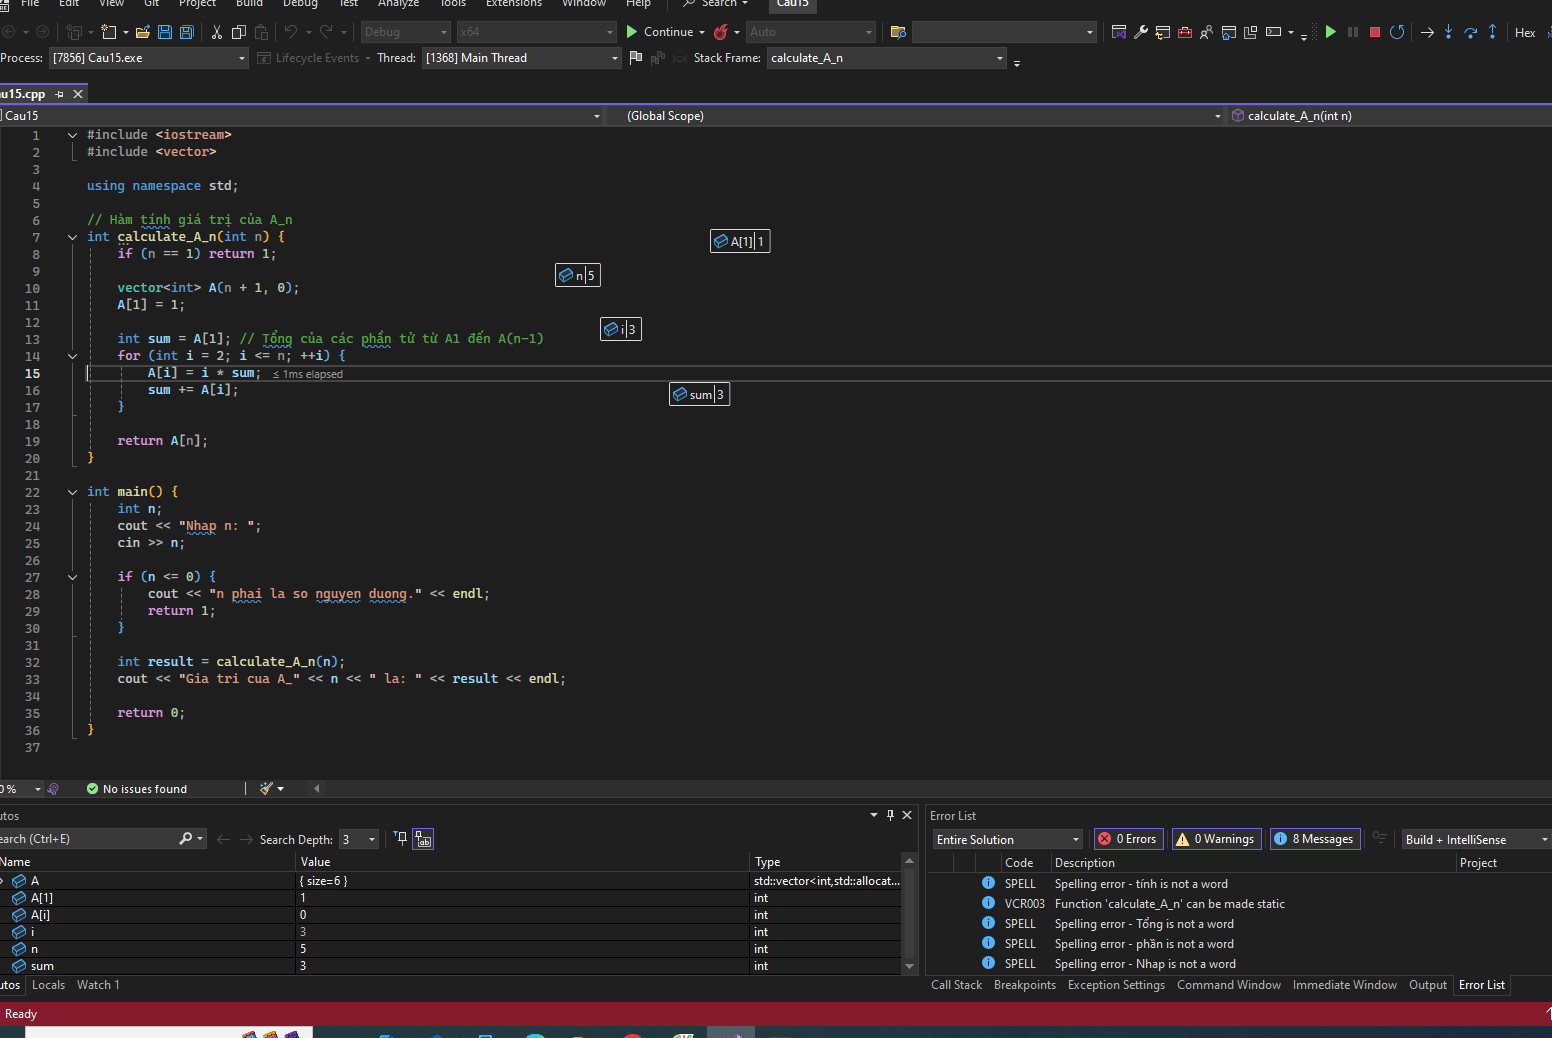 File Edit View Git Project Build Debug Test Analyze Tools Extensions Window Help Search Cau15
Debug x64 Continue Auto Hex
Process: [7856] Cau15.exe Lifecycle Events Thread: [1368] Main Thread Stack Frame: calculate_A_n
au15.cpp
Cau15 (Global Scope) calculate_A_n(int n)
1 #include <iostream>
2 #include <vector>
3
4 using namespace std;
5
6 // Hàm tính giá trị của A_n
7 int calculate_A_n(int n) {
A[1] 1
8 if (n == 1) return 1;
9
n 5
10 vector<int> A(n + 1, 0);
11 A[1] = 1;
12
i 3
13 int sum = A[1]; // Tổng của các phần tử từ A1 đến A(n-1)
14 for (int i = 2; i <= n; ++i) {
15 A[i] = i * sum; ≤ 1ms elapsed
16 sum += A[i];
sum 3
17 }
18
19 return A[n];
20 }
21
22 int main() {
23 int n;
24 cout << "Nhap n: ";
25 cin >> n;
26
27 if (n <= 0) {
28 cout << "n phai la so nguyen duong." << endl;
29 return 1;
30 }
31
32 int result = calculate_A_n(n);
33 cout << "Gia tri cua A_" << n << " la: " << result << endl;
34
35 return 0;
36 }
37
0 % No issues found
utos
earch (Ctrl+E) Search Depth: 3
Name Value Type
A { size=6 } std::vector<int,std::allocat...
A[1] 1 int
A[i] 0 int
i 3 int
n 5 int
sum 3 int
utos Locals Watch 1
Error List
Entire Solution 0 Errors 0 Warnings 8 Messages Build + IntelliSense
Code Description Project
SPELL Spelling error - tính is not a word
VCR003 Function 'calculate_A_n' can be made static
SPELL Spelling error - Tổng is not a word
SPELL Spelling error - phần is not a word
SPELL Spelling error - Nhap is not a word
Call Stack Breakpoints Exception Settings Command Window Immediate Window Output Error List
Ready